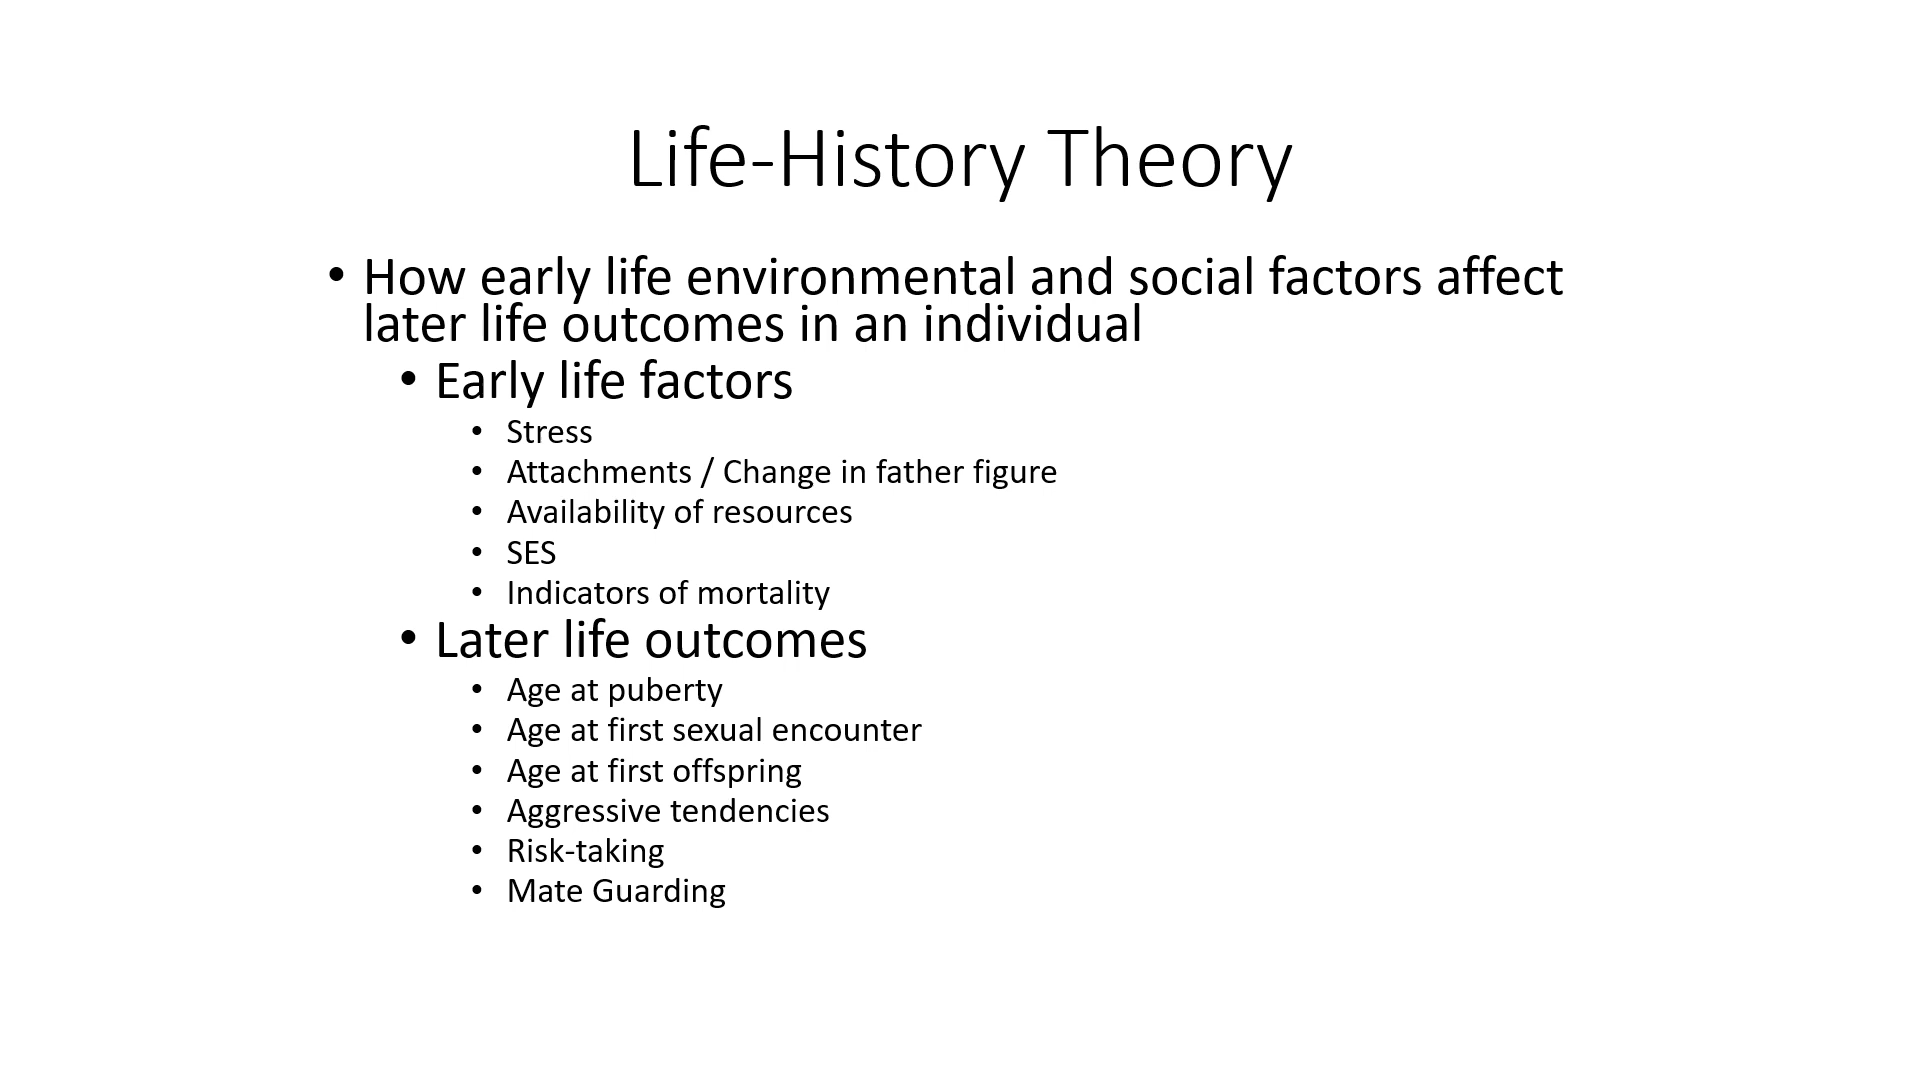 Life-History Theory
• How early life environmental and social factors affect
later life outcomes in an individual
• Early life factors
• Stress
• Attachments / Change in father figure
• Availability of resources
• SES
• Indicators of mortality
• Later life outcomes
• Age at puberty
• Age at first sexual encounter
• Age at first offspring
• Aggressive tendencies
• Risk-taking
• Mate Guarding